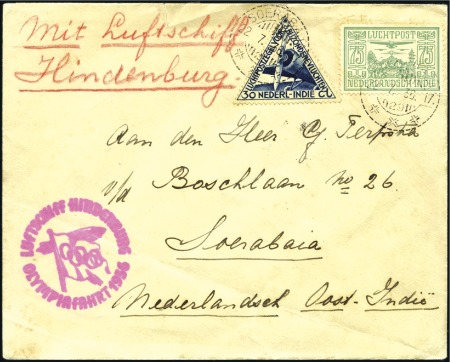 Mit Luftschiff
Hindenburg.
30 NEDERL-INDIE CT
LUCHTPOST
75 75
NEDERLANDSCH-INDIE
Aan den Heer
v/d Boschlaan no 26.
Soerabaia
Nederlandsch Oost-Indië
LUFTSCHIFF HINDENBURG
OLYMPIAFAHRT 1936